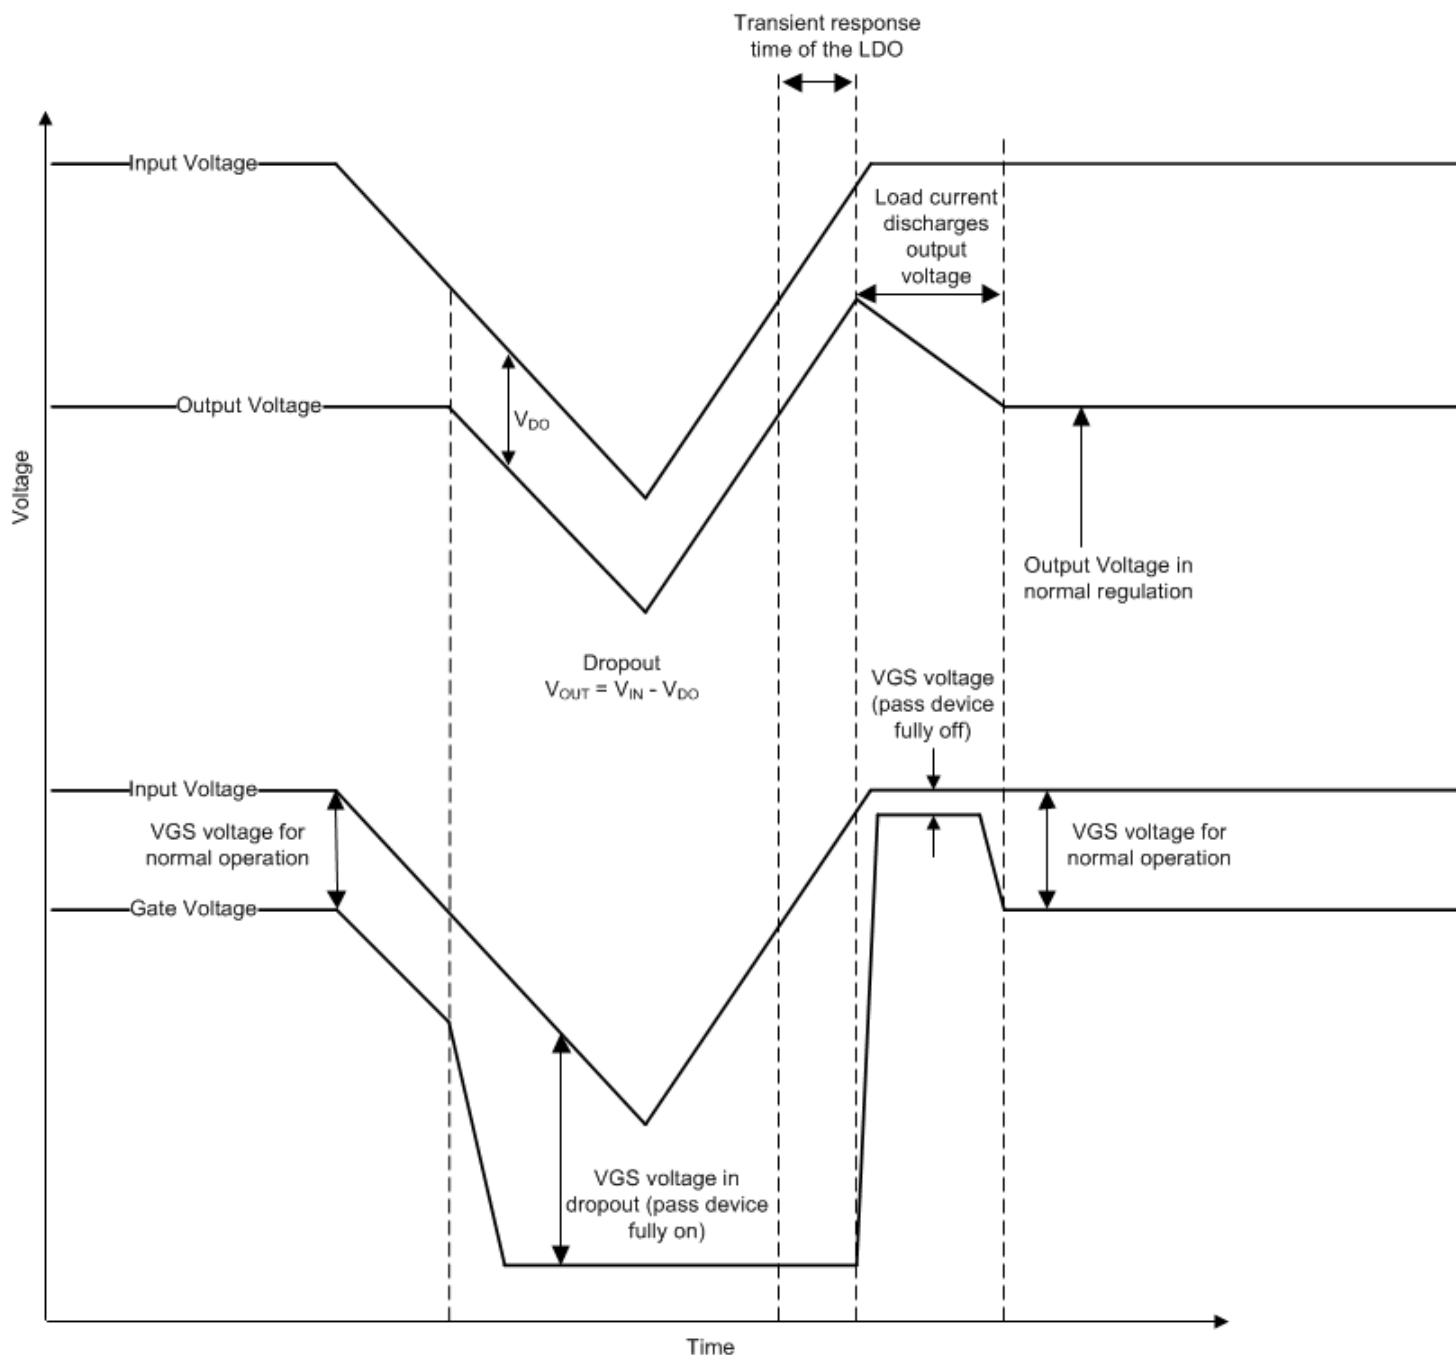 Transient response
time of the LDO
Input Voltage
Load current
discharges
output
voltage
Output Voltage
VDO
Voltage
Output Voltage in
normal regulation
Dropout
VOUT = VIN - VDO
VGS voltage
(pass device
fully off)
Input Voltage
VGS voltage for
normal operation
VGS voltage for
normal operation
Gate Voltage
VGS voltage in
dropout (pass device
fully on)
Time